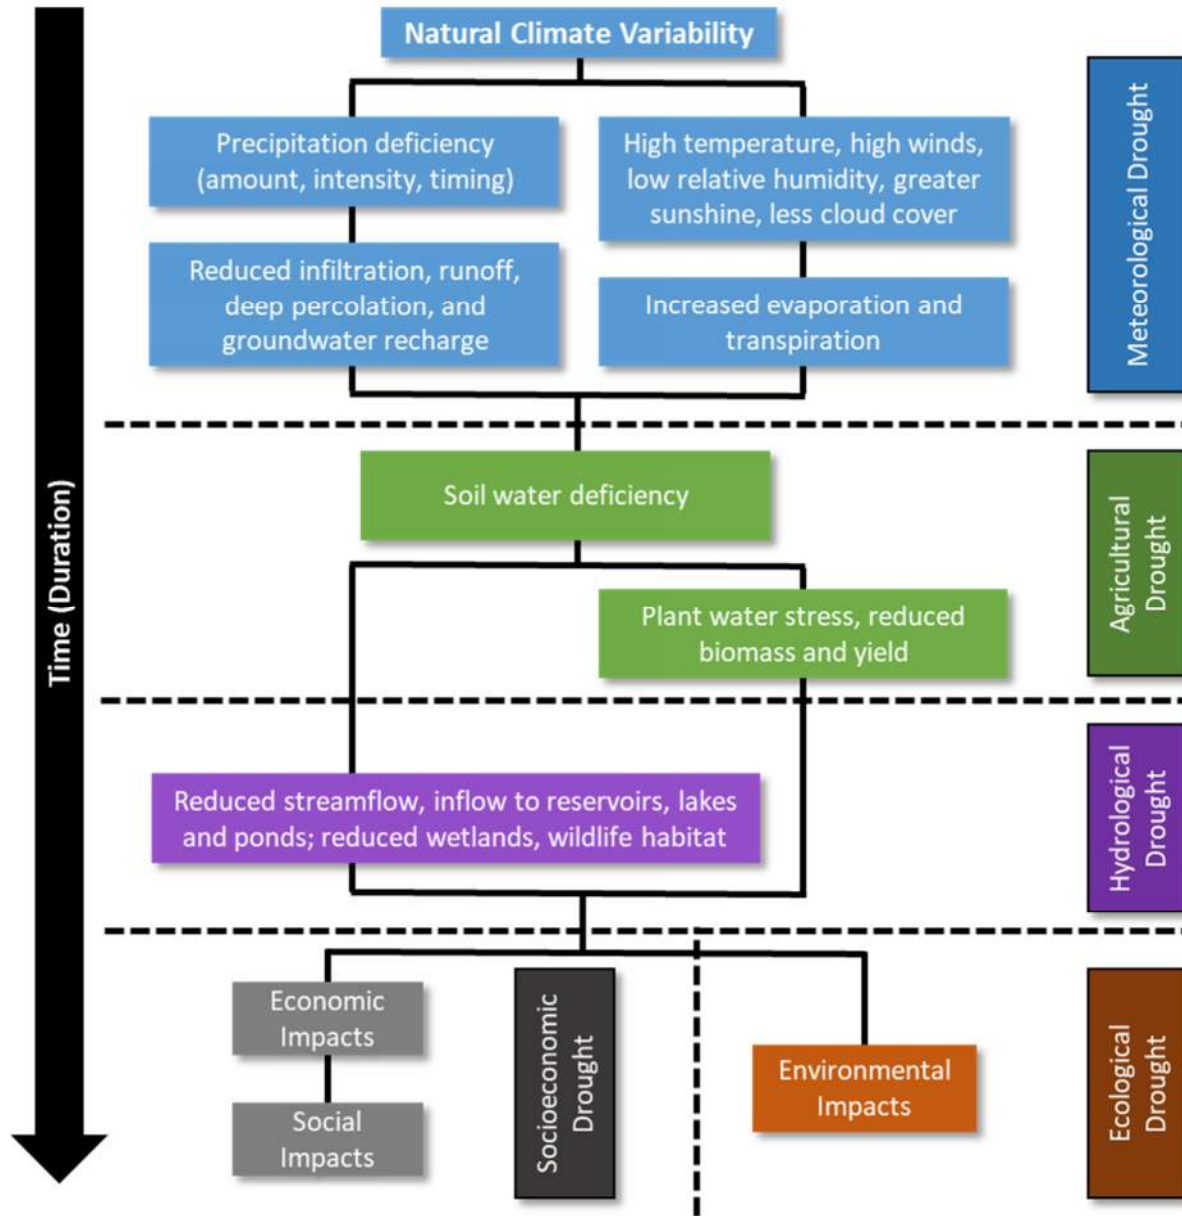 Natural Climate Variability
Precipitation deficiency
(amount, intensity, timing)
High temperature, high winds,
low relative humidity, greater
sunshine, less cloud cover
Reduced infiltration, runoff,
deep percolation, and
groundwater recharge
Increased evaporation and
transpiration
Meteorological Drought
Time (Duration)
Soil water deficiency
Plant water stress, reduced
biomass and yield
Agricultural
Drought
Reduced streamflow, inflow to reservoirs, lakes
and ponds; reduced wetlands, wildlife habitat
Hydrological
Drought
Economic
Impacts
Social
Impacts
Socioeconomic
Drought
Environmental
Impacts
Ecological
Drought